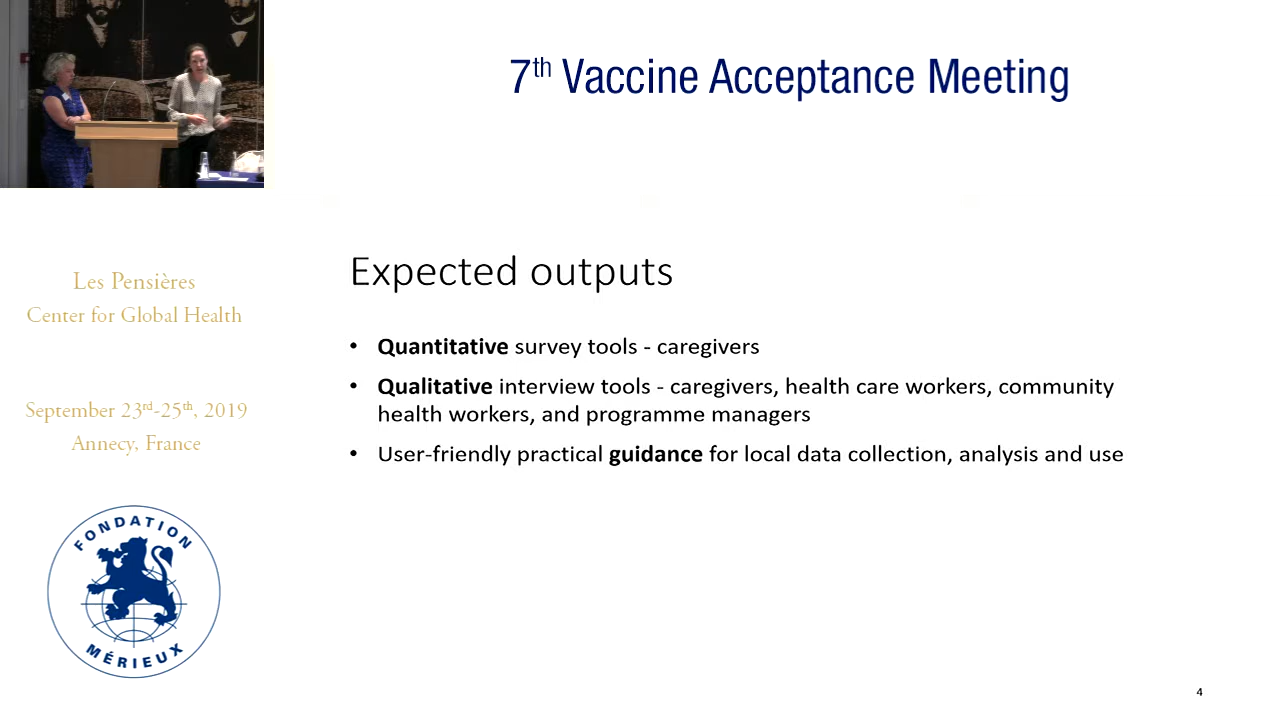 7th Vaccine Acceptance Meeting
Les Pensières
Center for Global Health
September 23rd-25th, 2019
Annecy, France
FONDATION
MÉRIEUX
Expected outputs
• Quantitative survey tools - caregivers
• Qualitative interview tools - caregivers, health care workers, community
health workers, and programme managers
• User-friendly practical guidance for local data collection, analysis and use
4